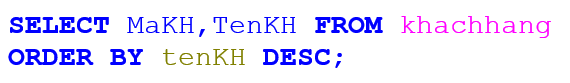 SELECT MaKH,TenKH FROM khachhang
ORDER BY tenKH DESC;